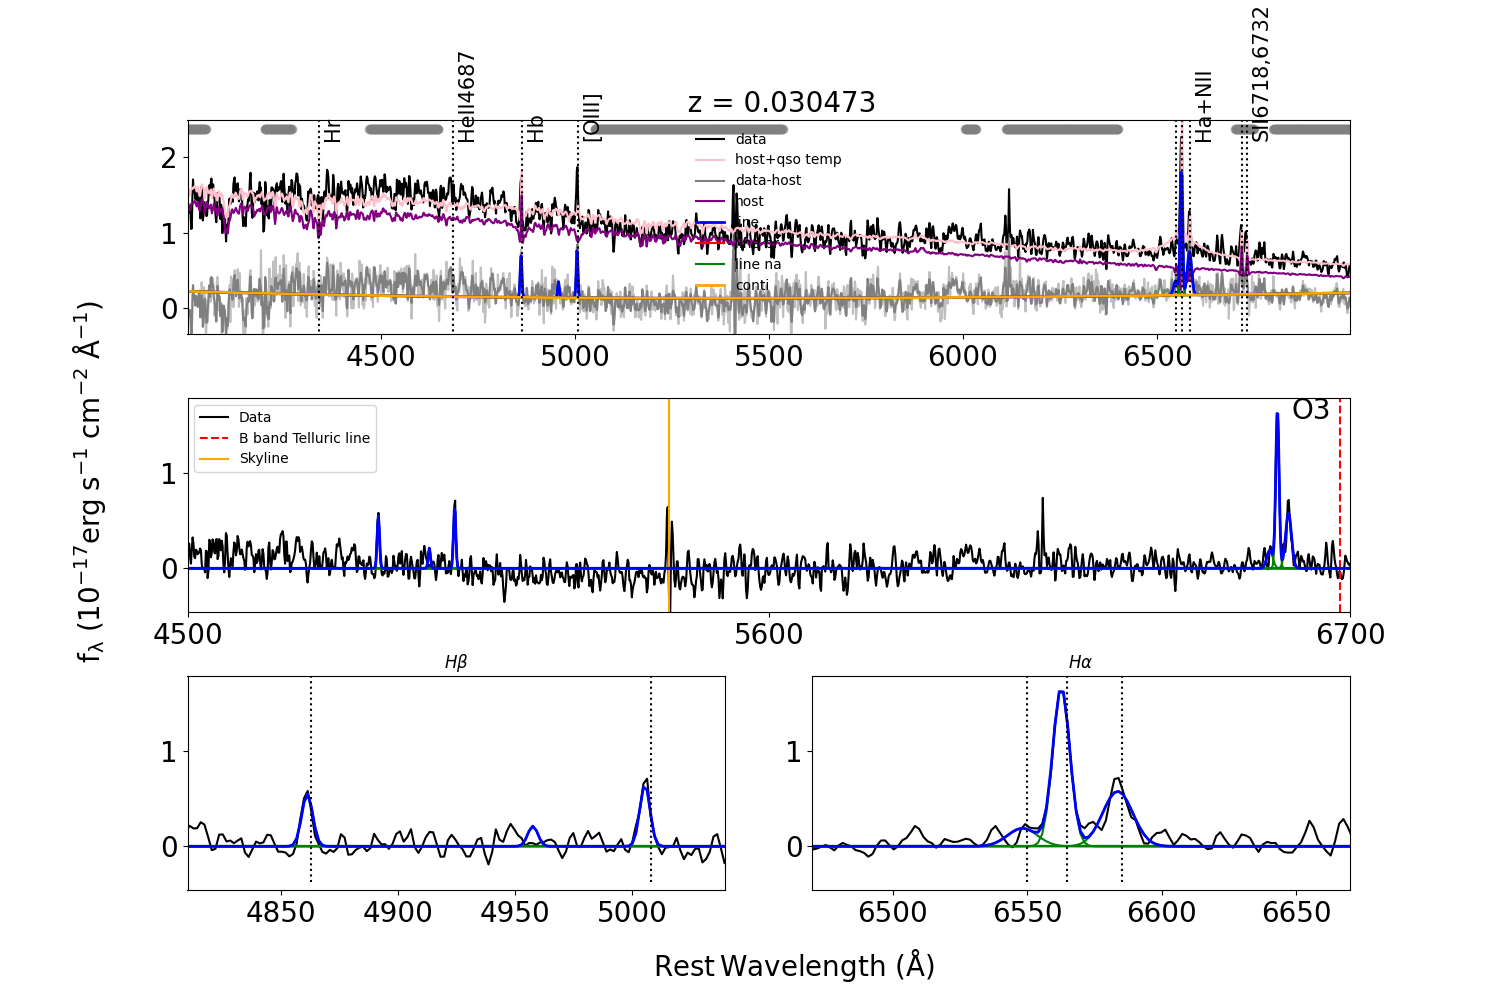 z = 0.030473
Hr
HeII4687
Hb
[OIII]
Ha+NII
SII6718,6732
data
host+qso temp
data-host
host
line na
conti
2
1
0
4500 5000 5500 6000 6500
fλ (10⁻¹⁷erg s⁻¹ cm⁻² Å⁻¹)
Data
B band Telluric line
Skyline
O3
1
0
4500 5600 6700
Hβ
1
0
4850 4900 4950 5000
Hα
1
0
6500 6550 6600 6650
Rest Wavelength (Å)